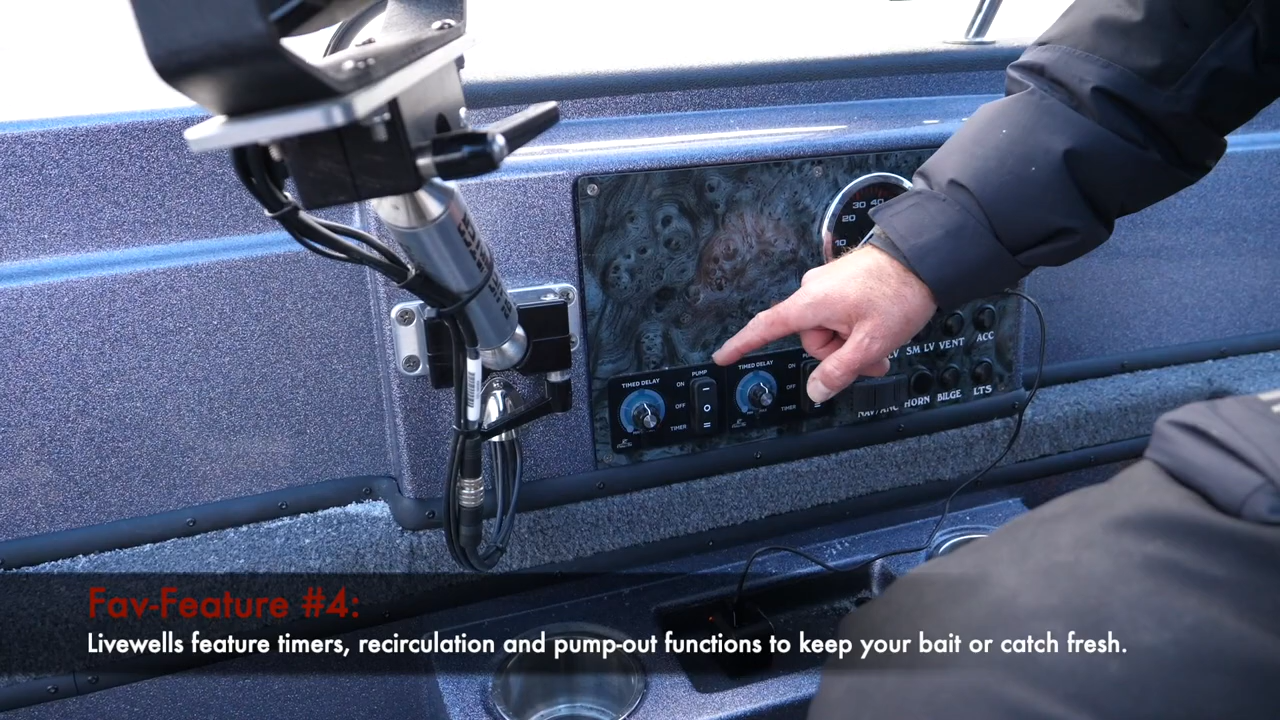 30 40
20
10
TIMED DELAY
PUMP
ON
OFF
TIMER
TIMED DELAY
ON
OFF
TIMER
SM LV VENT
ACC
HORN BILGE LTS
Fav-Feature #4:
Livewells feature timers, recirculation and pump-out functions to keep your bait or catch fresh.